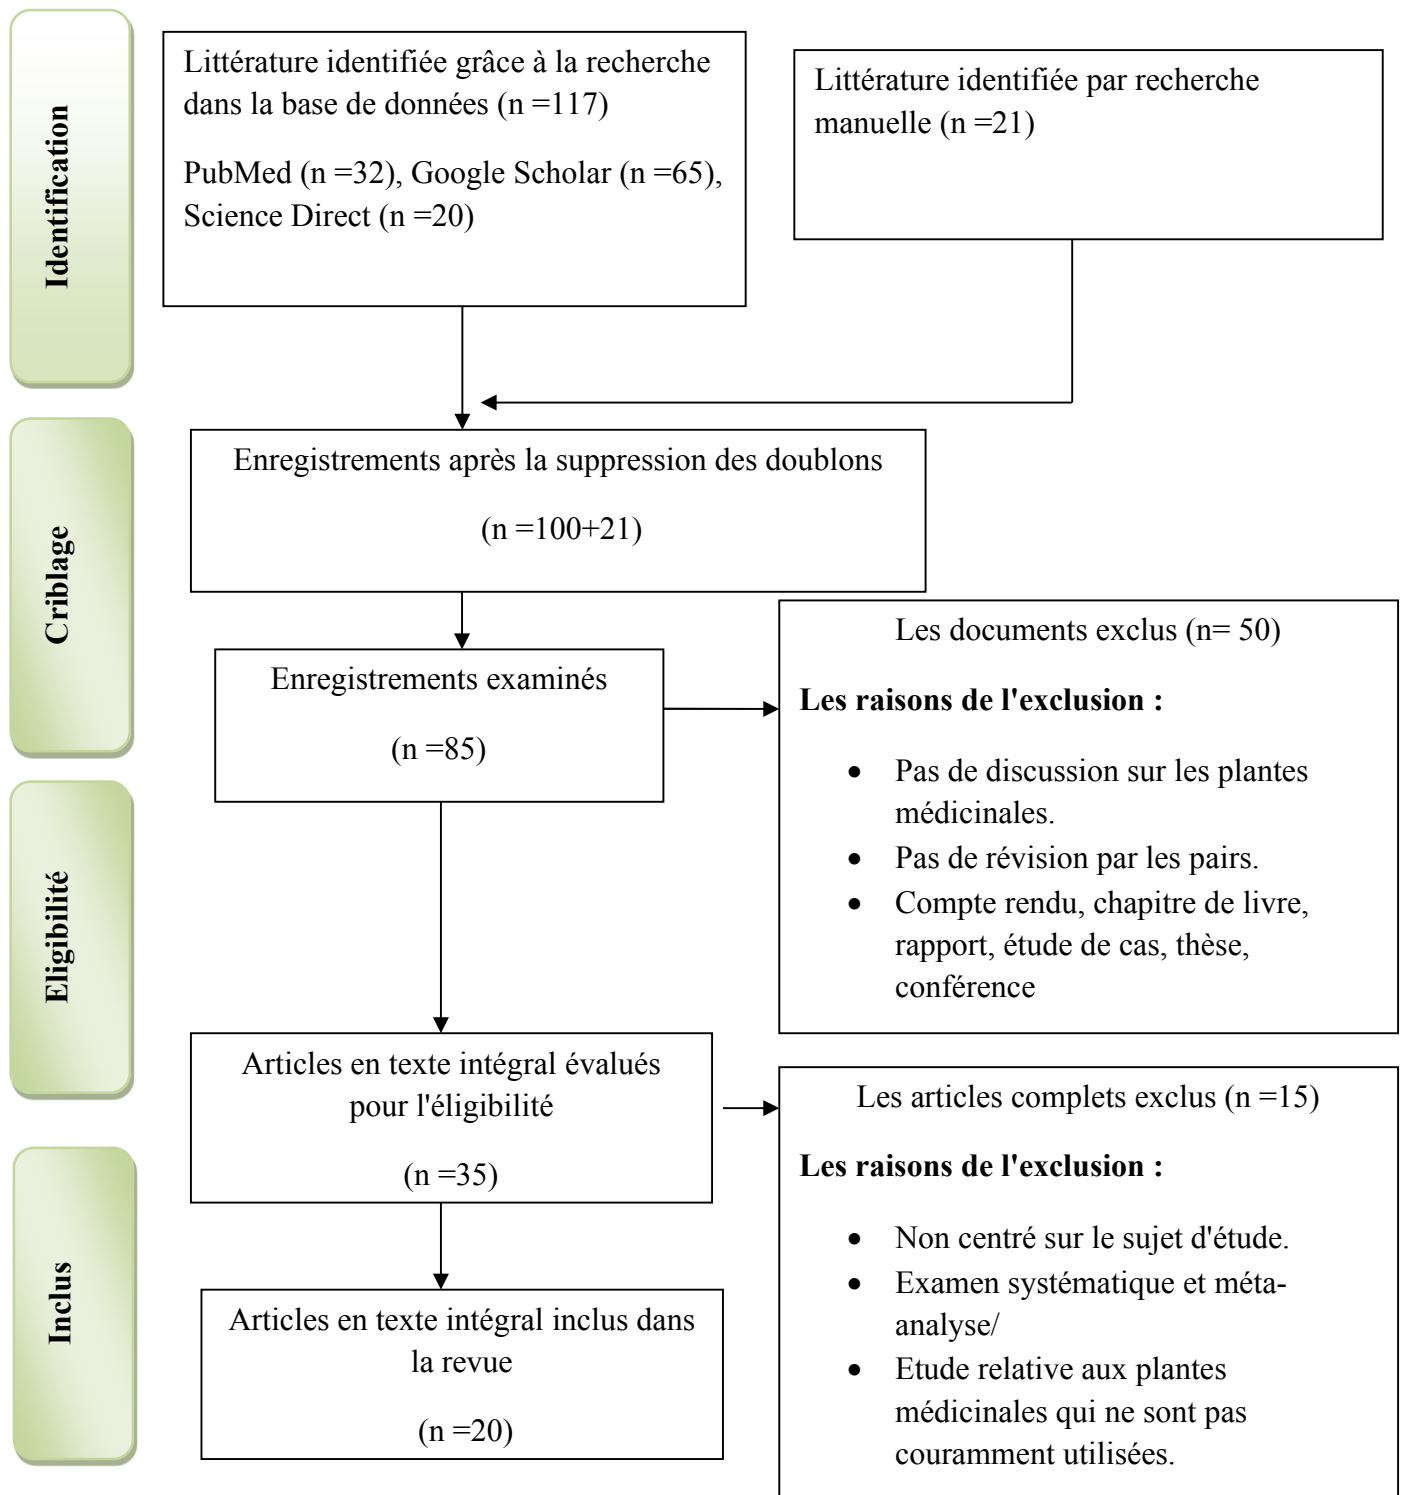 Identification
Littérature identifiée grâce à la recherche
dans la base de données (n =117)
PubMed (n =32), Google Scholar (n =65),
Science Direct (n =20)
Littérature identifiée par recherche
manuelle (n =21)
Criblage
Enregistrements après la suppression des doublons
(n =100+21)
Enregistrements examinés
(n =85)
Les documents exclus (n= 50)
Les raisons de l'exclusion :
• Pas de discussion sur les plantes
médicinales.
• Pas de révision par les pairs.
• Compte rendu, chapitre de livre,
rapport, étude de cas, thèse,
conférence
Eligibilité
Articles en texte intégral évalués
pour l'éligibilité
(n =35)
Les articles complets exclus (n =15)
Les raisons de l'exclusion :
• Non centré sur le sujet d'étude.
• Examen systématique et méta-
analyse/
• Etude relative aux plantes
médicinales qui ne sont pas
couramment utilisées.
Inclus
Articles en texte intégral inclus dans
la revue
(n =20)